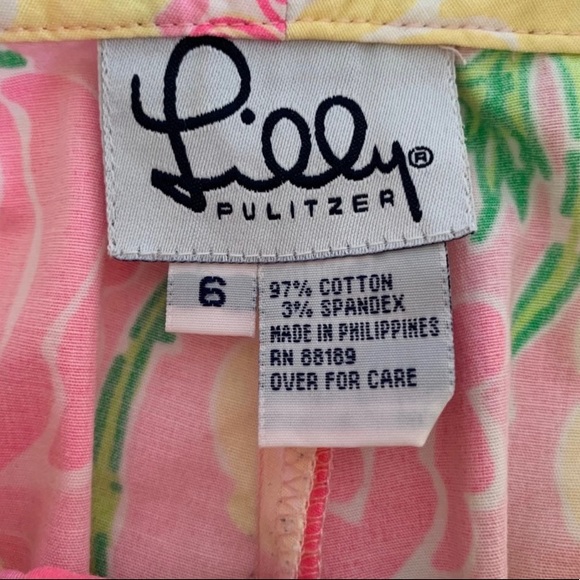 Lilly®
PULITZER
6
97% COTTON
3% SPANDEX
MADE IN PHILIPPINES
RN 88189
OVER FOR CARE